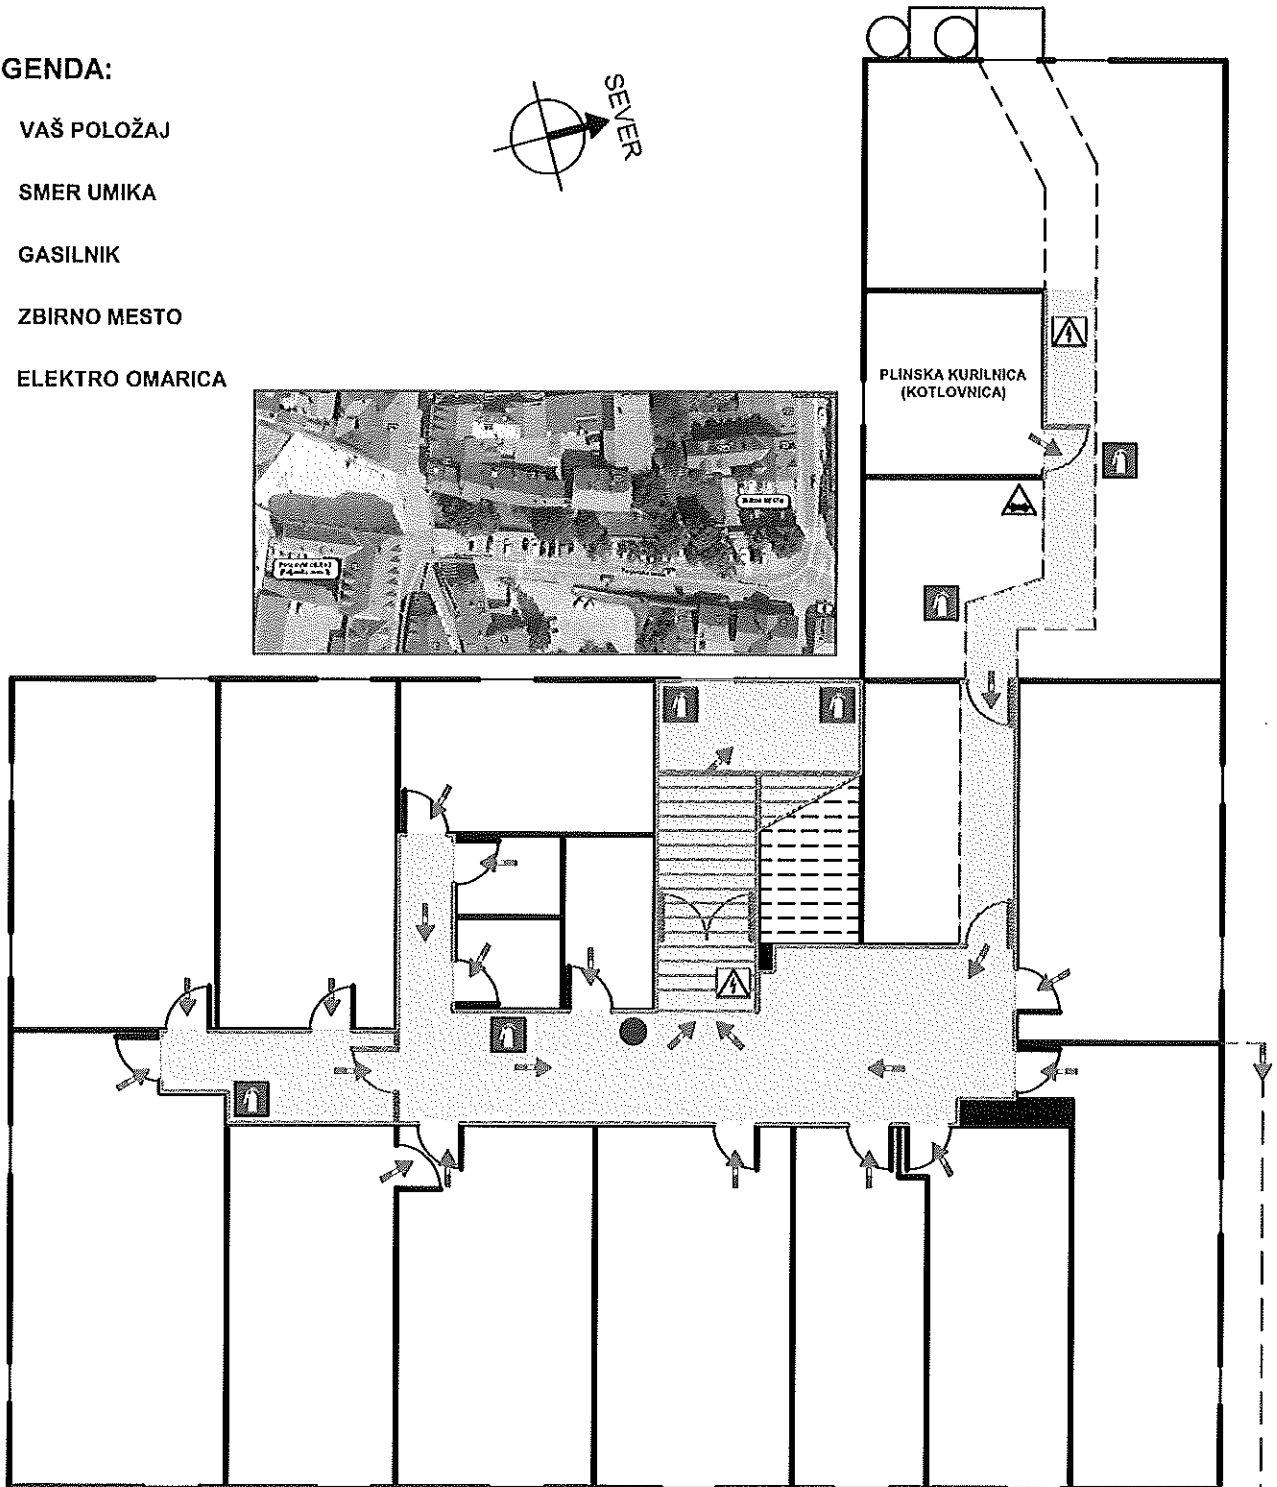 GENDA:
VAŠ POLOŽAJ
SMER UMIKA
GASILNIK
ZBIRNO MESTO
ELEKTRO OMARICA
SEVER
PLINSKA KURILNICA
(KOTLOVNICA)